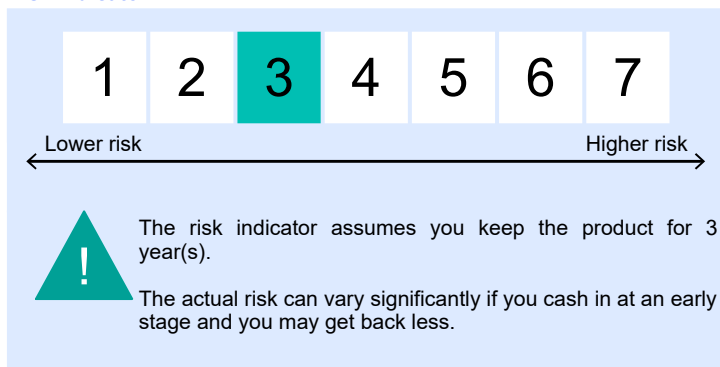 1 2 3 4 5 6 7
Lower risk Higher risk
!
The risk indicator assumes you keep the product for 3
year(s).
The actual risk can vary significantly if you cash in at an early
stage and you may get back less.